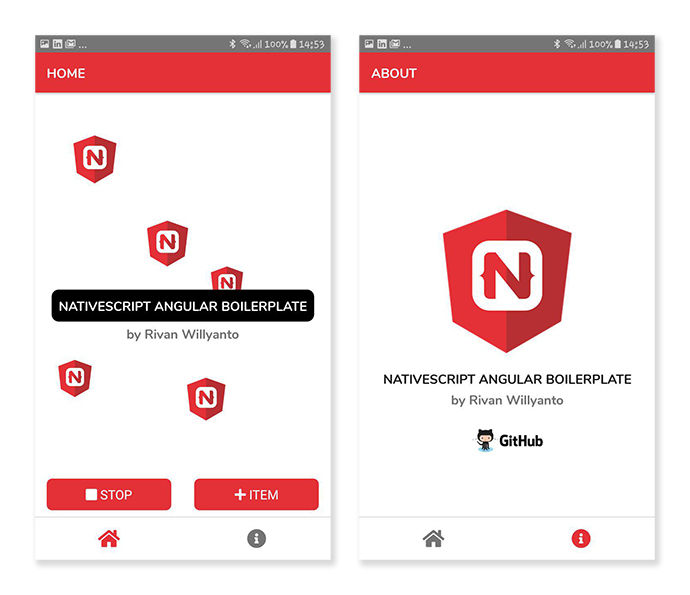 ... 100% 14:53
HOME
N
N
N
NATIVESCRIPT ANGULAR BOILERPLATE
by Rivan Willyanto
N
N
STOP
+ ITEM
... 100% 14:53
ABOUT
N
NATIVESCRIPT ANGULAR BOILERPLATE
by Rivan Willyanto
GitHub